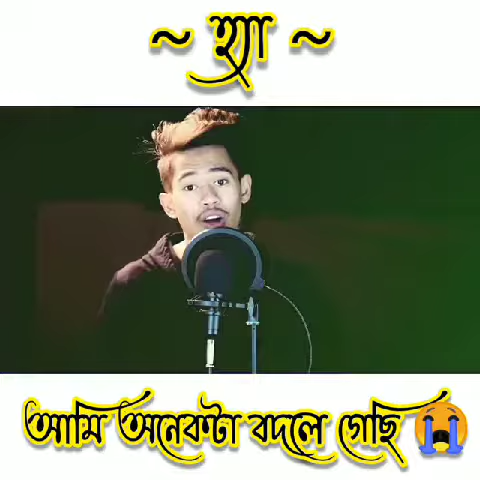 ~ হ্যা ~
আমি অনেকটা বদলে গেছি 😭